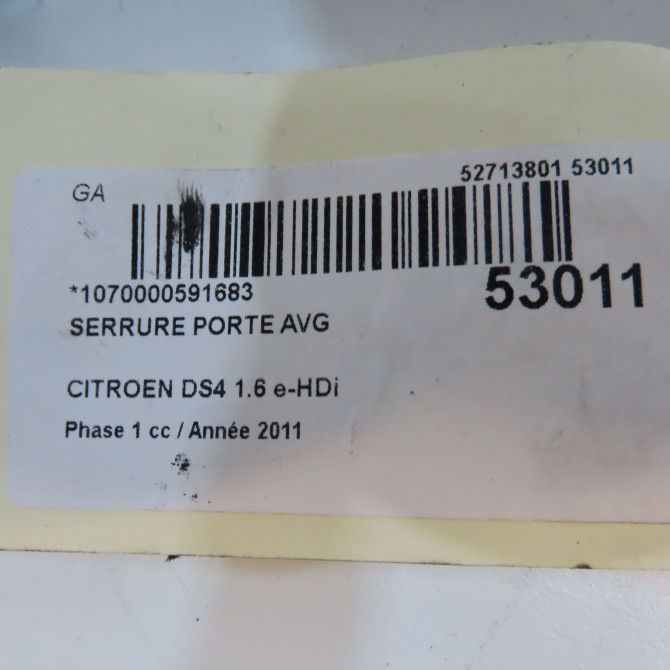 GA
52713801 53011
*1070000591683
53011
SERRURE PORTE AVG
CITROEN DS4 1.6 e-HDi
Phase 1 cc / Année 2011